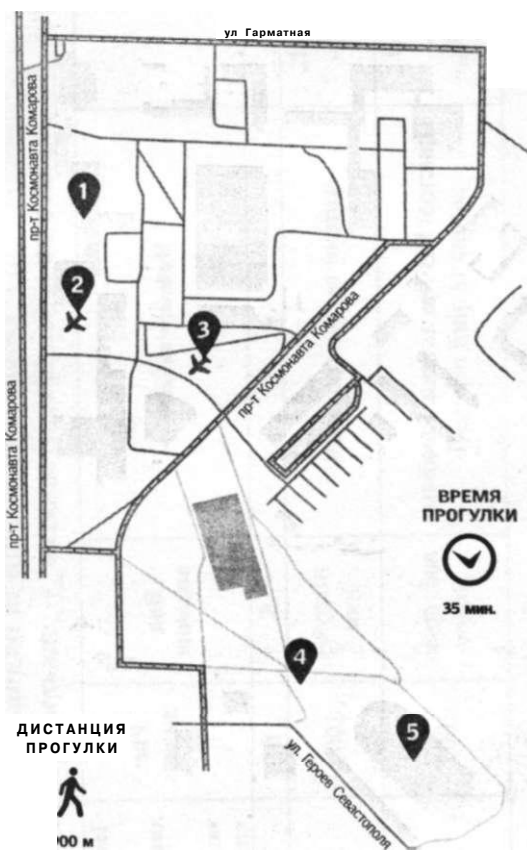 ул Гарматная
пр-т Космонавта Комарова
1
2
3
пр-т Космонавта Комарова
пр-т Космонавта Комарова
ВРЕМЯ
ПРОГУЛКИ
35 мин.
4
5
ДИСТАНЦИЯ
ПРОГУЛКИ
ул. Героев Севастополя
00 м